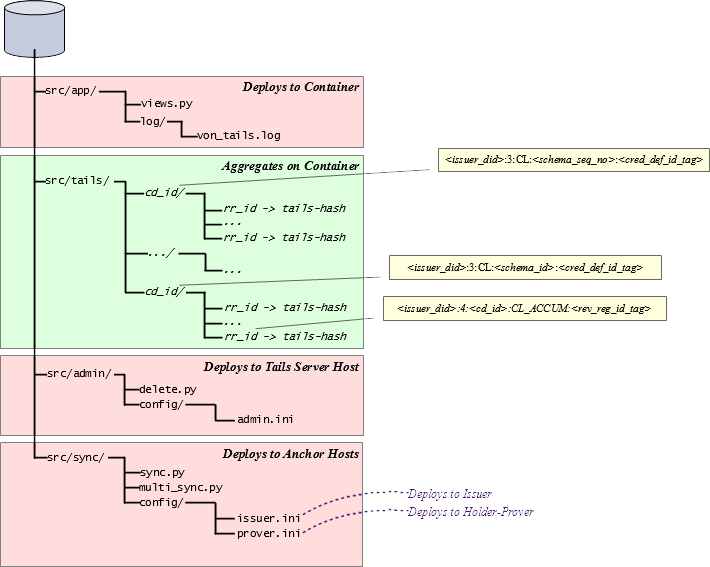 Deploys to Container
src/app/
views.py
log/
von_tails.log
Aggregates on Container
<issuer_did>:3:CL:<schema_seq_no>:<cred_def_id_tag>
src/tails/
cd_id/
rr_id -> tails-hash
...
rr_id -> tails-hash
.../
...
<issuer_did>:3:CL:<schema_id>:<cred_def_id_tag>
cd_id/
rr_id -> tails-hash
<issuer_did>:4:<cd_id>:CL_ACCUM:<rev_reg_id_tag>
...
rr_id -> tails-hash
Deploys to Tails Server Host
src/admin/
delete.py
config/
admin.ini
Deploys to Anchor Hosts
src/sync/
sync.py
multi_sync.py
config/
issuer.ini
Deploys to Issuer
prover.ini
Deploys to Holder-Prover